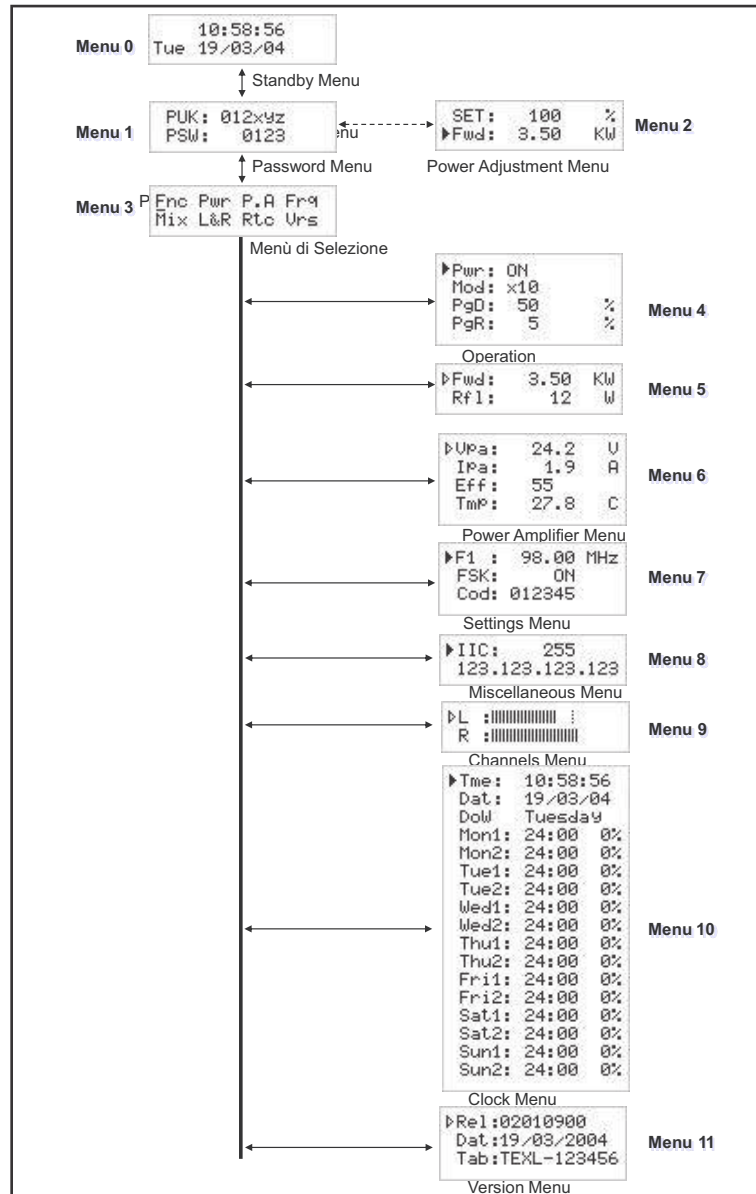 10:58:56
Menu 0
Tue 19/03/04
Standby Menu
PUK: 012xyz
Menu 1
PSW: 0123
enu
SET: 100 %
Menu 2
▶Fwd: 3.50 KW
Password Menu
Power Adjustment Menu
P
Menu 3
Fnc Pwr P.A Frq
Mix L&R Rtc Vrs
Menù di Selezione
▶Pwr: ON
Mod: x10
PgD: 50 %
PgR: 5 %
Menu 4
Operation
▷Fwd: 3.50 KW
Rfl: 12 W
Menu 5
▷Vpa: 24.2 V
Ipa: 1.9 A
Eff: 55
Tmp: 27.8 C
Menu 6
Power Amplifier Menu
▶F1 : 98.00 MHz
FSK: ON
Cod: 012345
Menu 7
Settings Menu
▶IIC: 255
123.123.123.123
Menu 8
Miscellaneous Menu
▷L :
R :
Menu 9
Channels Menu
▶Tme: 10:58:56
Dat: 19/03/04
DoW Tuesday
Mon1: 24:00 0%
Mon2: 24:00 0%
Tue1: 24:00 0%
Tue2: 24:00 0%
Wed1: 24:00 0%
Wed2: 24:00 0%
Thu1: 24:00 0%
Thu2: 24:00 0%
Fri1: 24:00 0%
Fri2: 24:00 0%
Sat1: 24:00 0%
Sat2: 24:00 0%
Sun1: 24:00 0%
Sun2: 24:00 0%
Menu 10
Clock Menu
▷Rel:02010900
Dat:19/03/2004
Tab:TEXL-123456
Menu 11
Version Menu